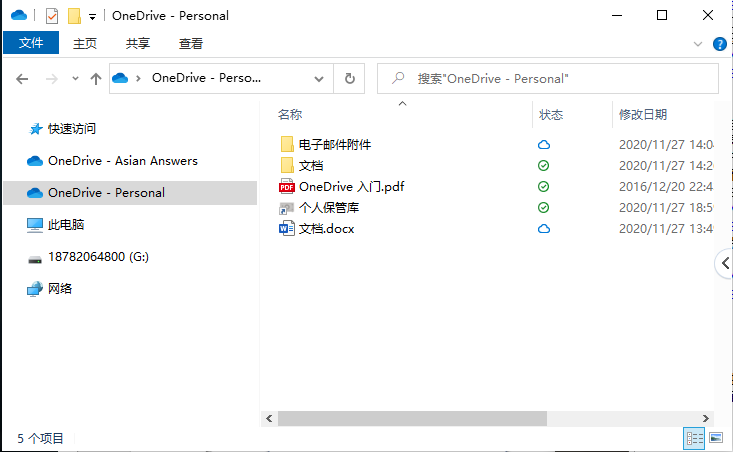 OneDrive - Personal
文件 主页 共享 查看
OneDrive - Perso... 搜索"OneDrive - Personal"
名称 状态 修改日期
快速访问
OneDrive - Asian Answers
OneDrive - Personal
此电脑
18782064800 (G:)
网络
电子邮件附件 2020/11/27 14:0
文档 2020/11/27 14:2
PDF OneDrive 入门.pdf 2016/12/20 22:4
个人保管库 2020/11/27 18:5
W 文档.docx 2020/11/27 13:4
5 个项目